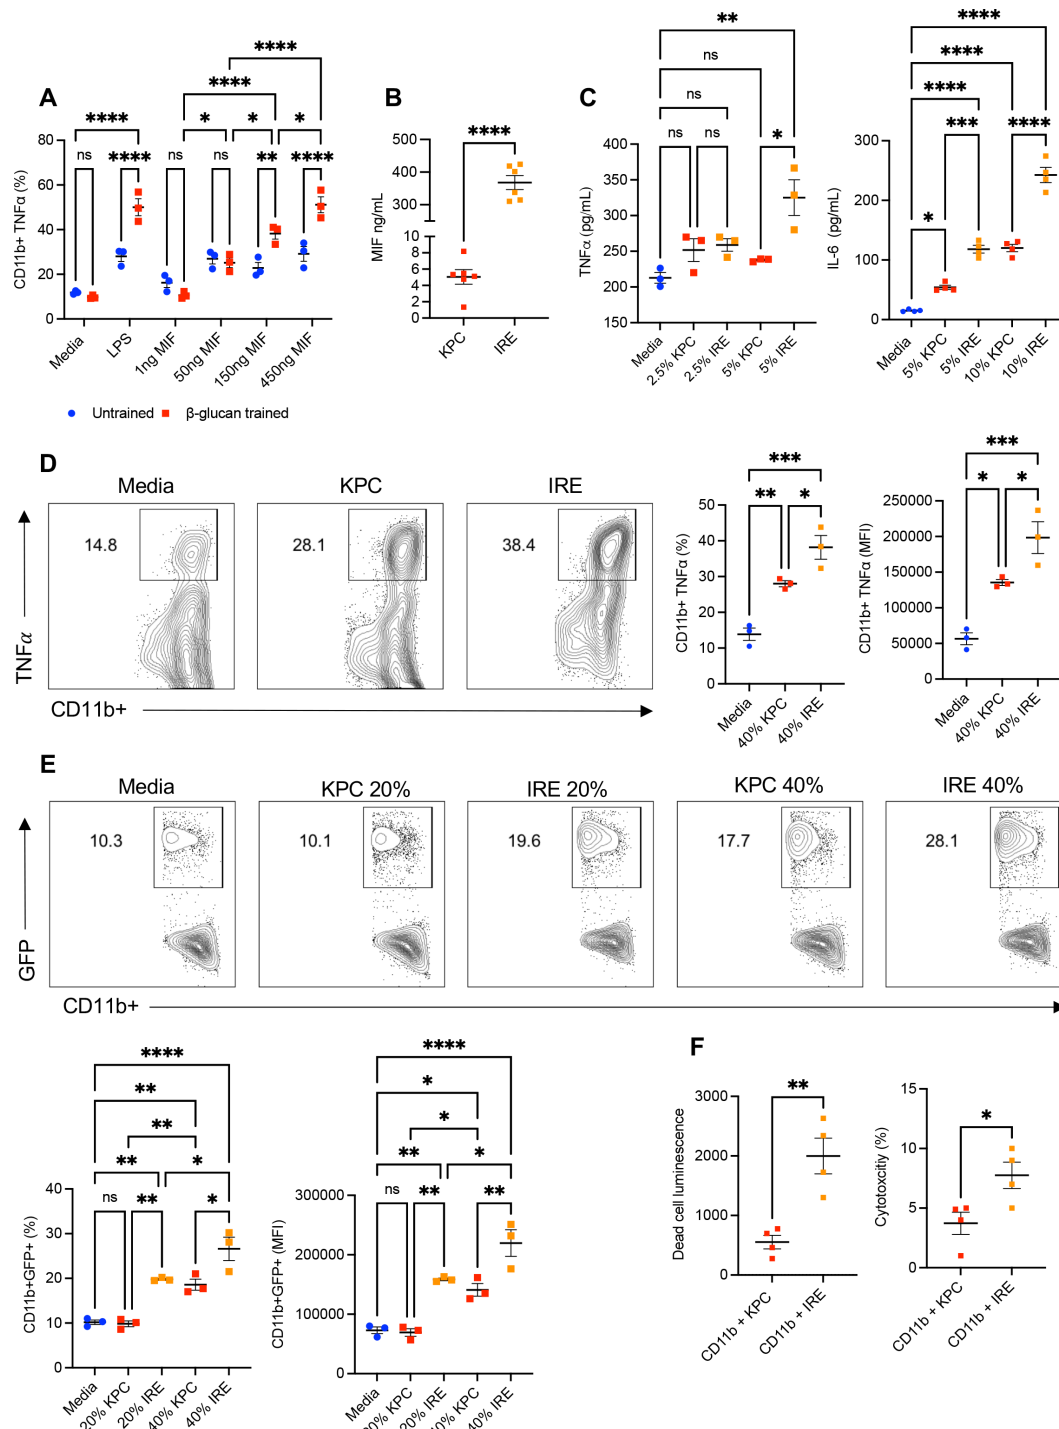 A
CD11b+ TNFα (%)
80
60
40
20
0
****
****
****
****
ns
****
ns
*
ns
*
**
*
****
Media
LPS
1ng MIF
50ng MIF
150ng MIF
450ng MIF
Untrained
β-glucan trained
B
MIF ng/mL
500
400
300
10
8
6
4
2
0
****
KPC
IRE
C
TNFα (pg/mL)
400
350
300
250
200
150
**
ns
ns
ns
ns
*
Media
2.5% KPC
2.5% IRE
5% KPC
5% IRE
IL-6 (pg/mL)
300
200
100
0
****
****
****
***
****
*
Media
5% KPC
5% IRE
10% KPC
10% IRE
D
Media
KPC
IRE
14.8
28.1
38.4
TNFα
CD11b+
CD11b+ TNFα (%)
50
40
30
20
10
0
***
**
*
Media
40% KPC
40% IRE
CD11b+ TNFα (MFI)
250000
200000
150000
100000
50000
0
***
*
*
Media
40% KPC
40% IRE
E
Media
KPC 20%
IRE 20%
KPC 40%
IRE 40%
10.3
10.1
19.6
17.7
28.1
GFP
CD11b+
CD11b+GFP+ (%)
40
30
20
10
0
****
**
**
**
*
ns
**
*
Media
20% KPC
20% IRE
40% KPC
40% IRE
CD11b+GFP+ (MFI)
300000
200000
100000
0
****
*
*
**
*
ns
**
**
Media
20% KPC
20% IRE
40% KPC
40% IRE
F
Dead cell luminescence
3000
2000
1000
0
**
CD11b + KPC
CD11b + IRE
Cytotoxcitiy (%)
15
10
5
0
*
CD11b + KPC
CD11b + IRE